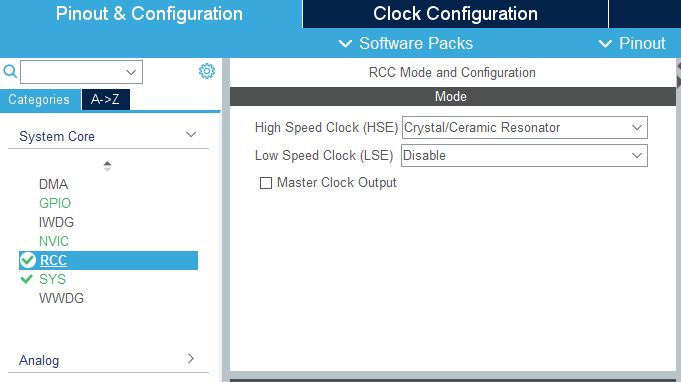 Pinout & Configuration
Clock Configuration
Software Packs
Pinout
Categories
A->Z
System Core
DMA
GPIO
IWDG
NVIC
RCC
SYS
WWDG
Analog
RCC Mode and Configuration
Mode
High Speed Clock (HSE) Crystal/Ceramic Resonator
Low Speed Clock (LSE) Disable
Master Clock Output